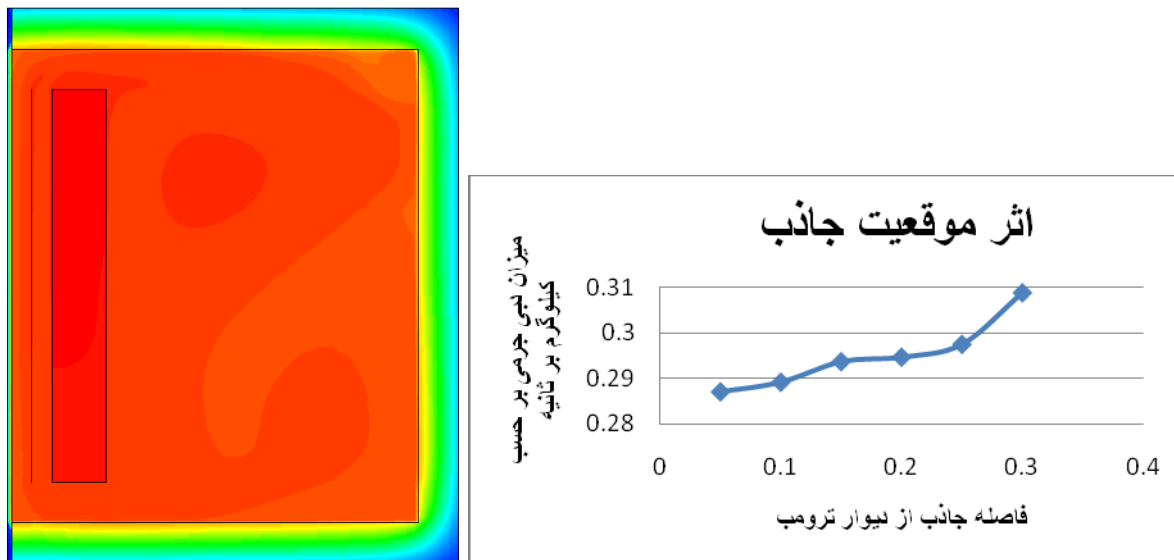 اثر موقعیت جاذب
میزان دبی جرمی بر حسب
کیلوگرم بر ثانیه
0.31
0.3
0.29
0.28
0
0.1
0.2
0.3
0.4
فاصله جاذب از دیوار ترومب